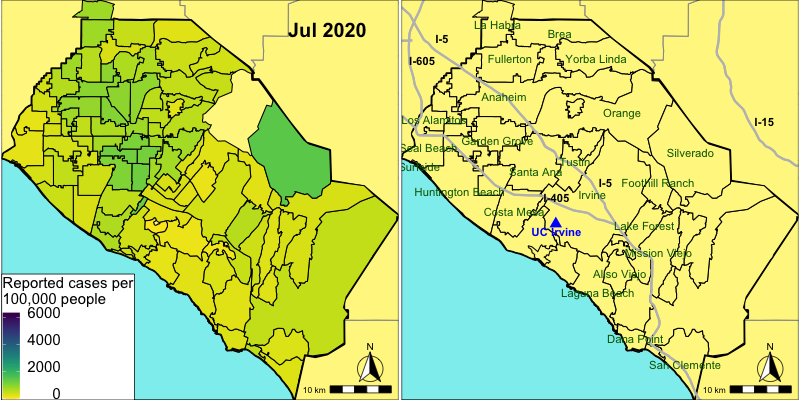 Jul 2020
Reported cases per
100,000 people
6000
4000
2000
0
N
10 km
La Habra
Brea
I-5
I-605
Fullerton
Yorba Linda
Anaheim
Orange
I-15
Los Alamitos
Garden Grove
Seal Beach
Silverado
Sunside
Tustin
Santa Ana
I-5
Foothill Ranch
Huntington Beach
I-405
Irvine
Costa Mesa
UC Irvine
Lake Forest
Mission Viejo
Aliso Viejo
Laguna Beach
Dana Point
San Clemente
N
10 km